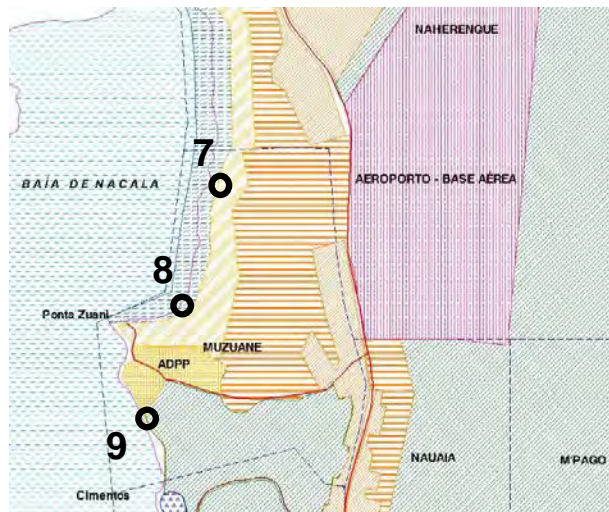 NAHERENQUE
7
BAÍA DE NACALA
AEROPORTO - BASE AÉREA
8
Ponta Zuani
MUZUANE
ADPP
9
NAUAIA
M'PAGO
Cimentos